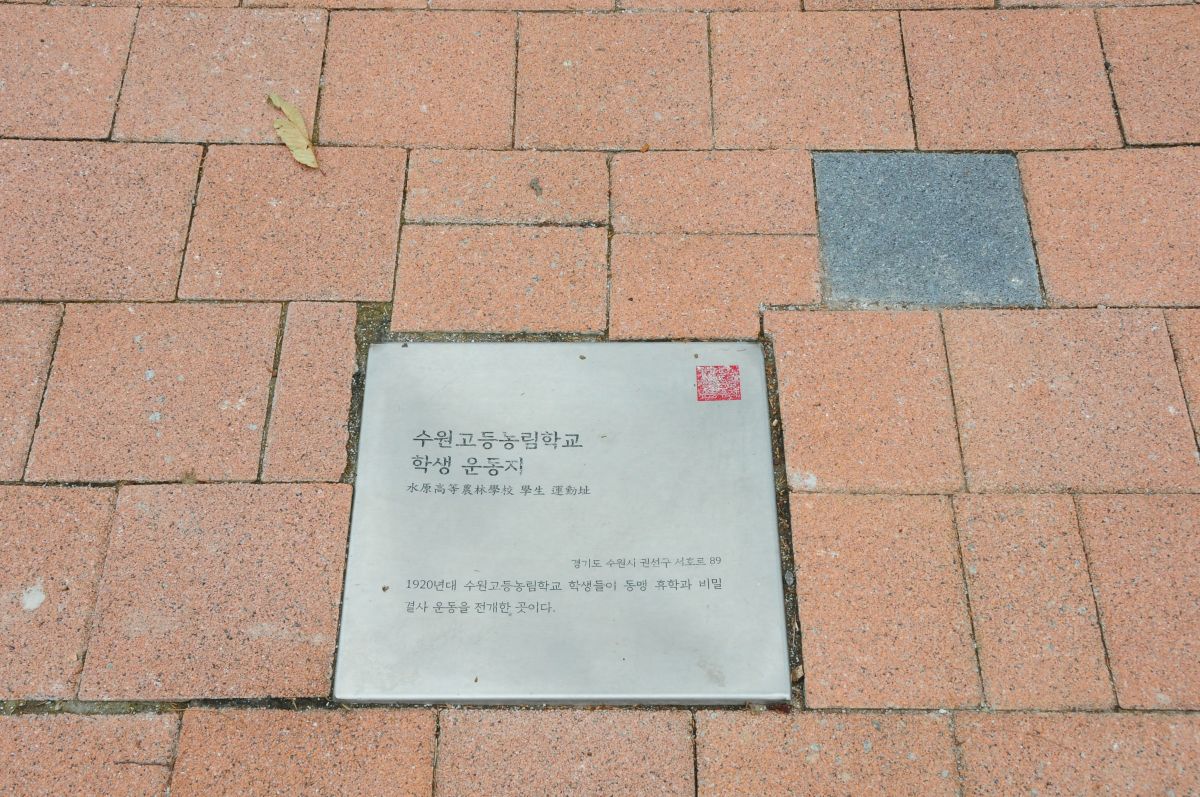 수원고등농림학교
학생 운동지
水原高等農林學校 學生 運動址
경기도 수원시 권선구 서호로 89
1920년대 수원고등농림학교 학생들이 동맹 휴학과 비밀
결사 운동을 전개한 곳이다.